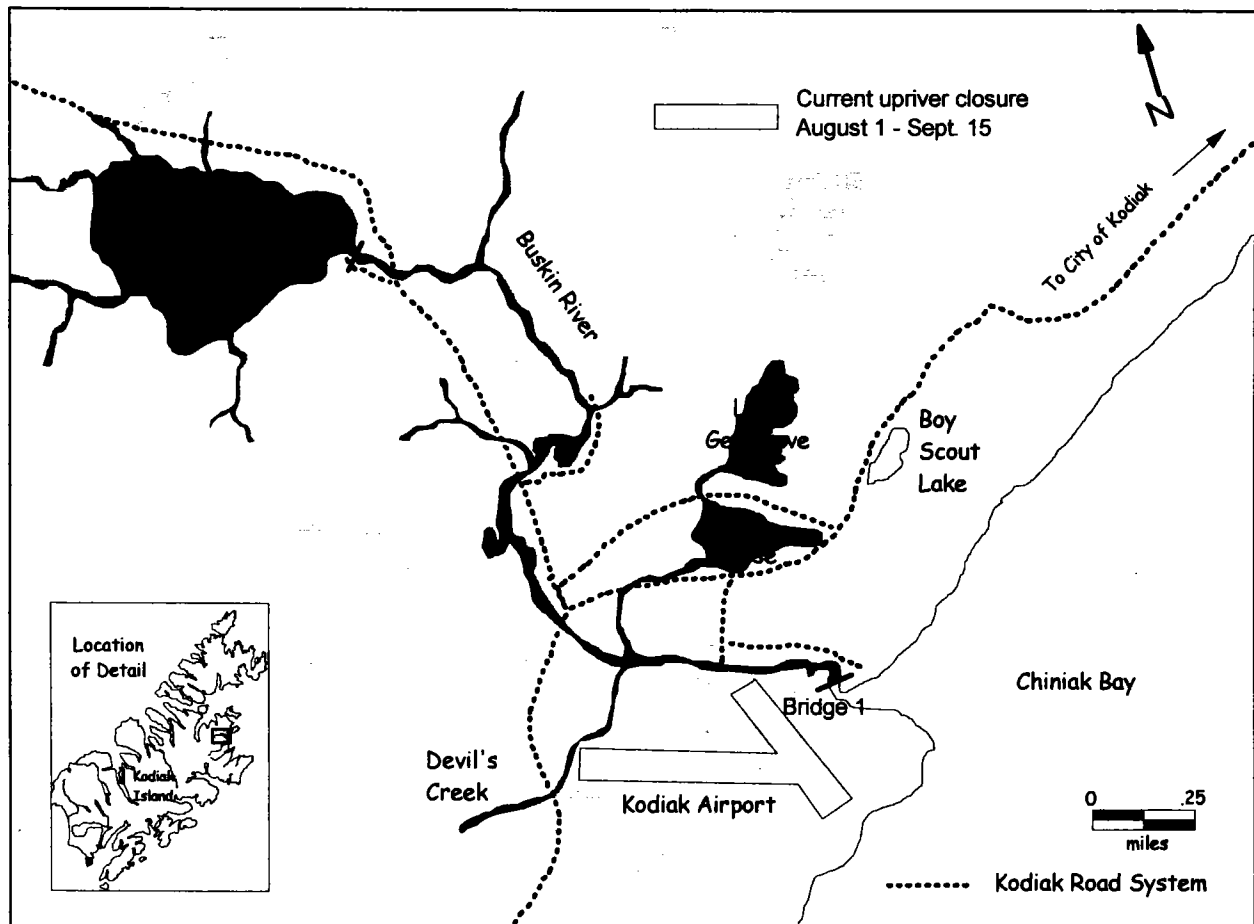 Current upriver closure
August 1 - Sept. 15
N
To City of Kodiak
Buskin River
Boy
Scout
Lake
Location
of Detail
Kodiak
Island
Bridge 1
Chiniak Bay
Devil's
Creek
Kodiak Airport
0 .25
miles
Kodiak Road System